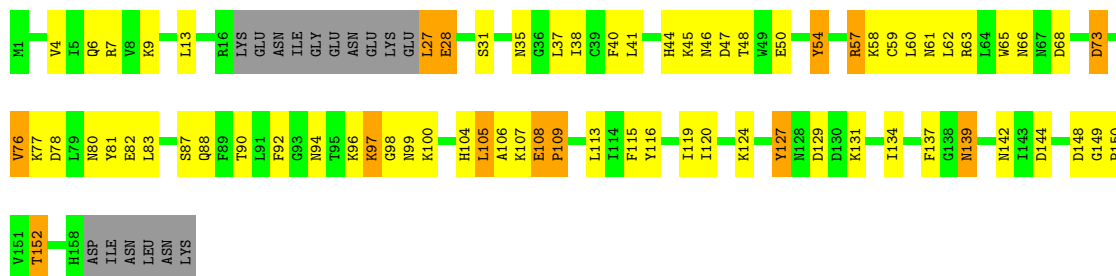 M1 V4 I5 Q6 R7 V8 K9 L13 R16 LYS GLU ASN ILE GLY GLU ASN GLU LYS GLU L27 E28 S31 N35 G36 L37 I38 C39 F40 L41 H44 K45 N46 D47 T48 W49 E50 Y54 R57 K58 C59 L60 N61 L62 R63 L64 W65 N66 N67 D68 D73
V76 K77 D78 L79 N80 Y81 E82 L83 S87 Q88 F89 T90 L91 F92 G93 N94 T95 K96 K97 G98 N99 K100 H104 L105 A106 K107 E108 P109 L113 I114 F115 Y116 I119 I120 K124 Y127 N128 D129 D130 K131 I134 F137 G138 N139 N142 I143 D144 D148 G149
V151 T152 H158 ASP ILE ASN LEU ASN LYS